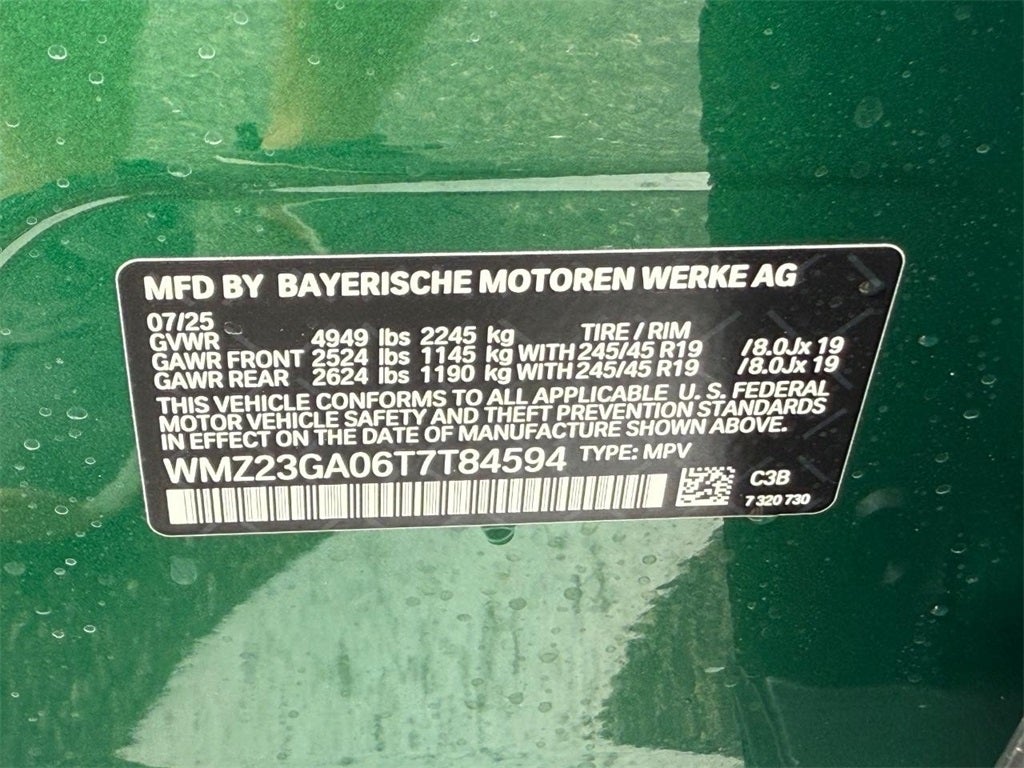 MFD BY BAYERISCHE MOTOREN WERKE AG
07/25
GVWR 4949 lbs 2245 kg TIRE / RIM
GAWR FRONT 2524 lbs 1145 kg WITH 245/45 R19 /8.0Jx 19
GAWR REAR 2624 lbs 1190 kg WITH 245/45 R19 /8.0Jx 19
THIS VEHICLE CONFORMS TO ALL APPLICABLE U. S. FEDERAL
MOTOR VEHICLE SAFETY AND THEFT PREVENTION STANDARDS
IN EFFECT ON THE DATE OF MANUFACTURE SHOWN ABOVE.
WMZ23GA06T7T84594 TYPE: MPV
C3B
7 320 730